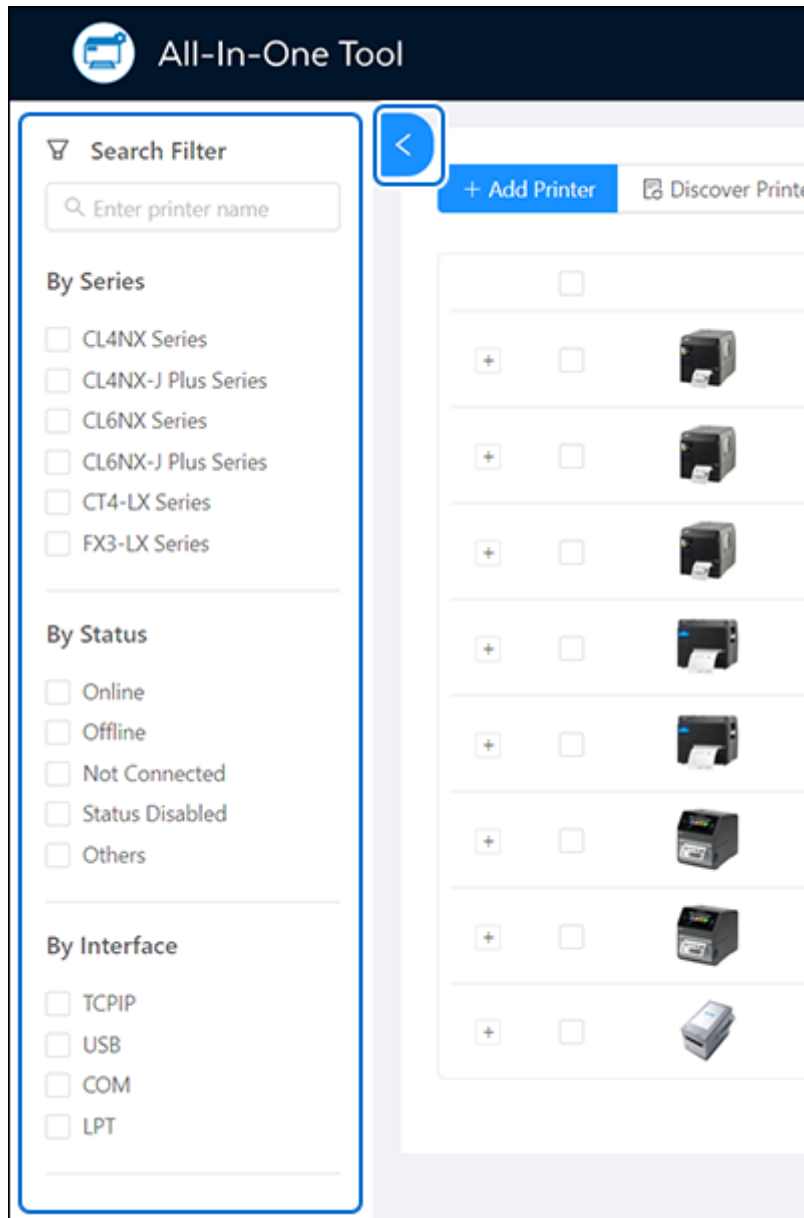 All-In-One Tool
Search Filter
Enter printer name
+ Add Printer
Discover Printe
By Series
CL4NX Series
CL4NX-J Plus Series
CL6NX Series
CL6NX-J Plus Series
CT4-LX Series
FX3-LX Series
By Status
Online
Offline
Not Connected
Status Disabled
Others
By Interface
TCPIP
USB
COM
LPT